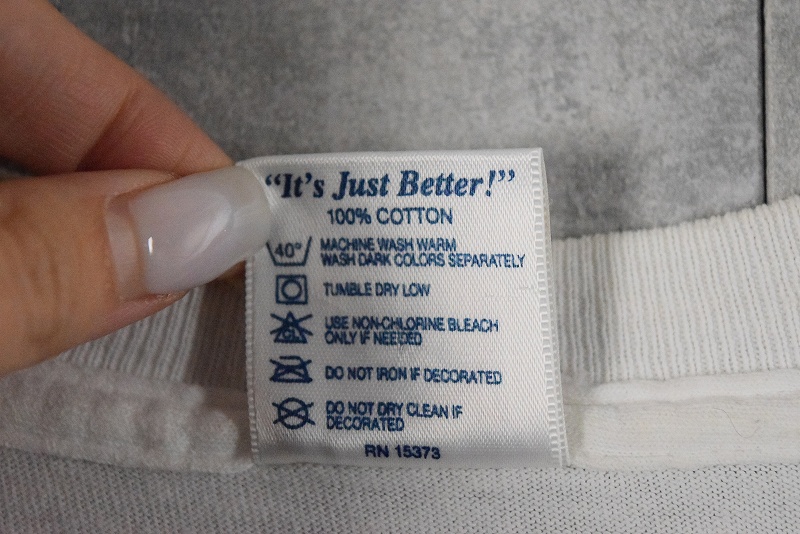 “It's Just Better!”
100% COTTON
40°
MACHINE WASH WARM
WASH DARK COLORS SEPARATELY
TUMBLE DRY LOW
USE NON-CHLORINE BLEACH
ONLY IF NEEDED
DO NOT IRON IF DECORATED
DO NOT DRY CLEAN IF
DECORATED
RN 15373